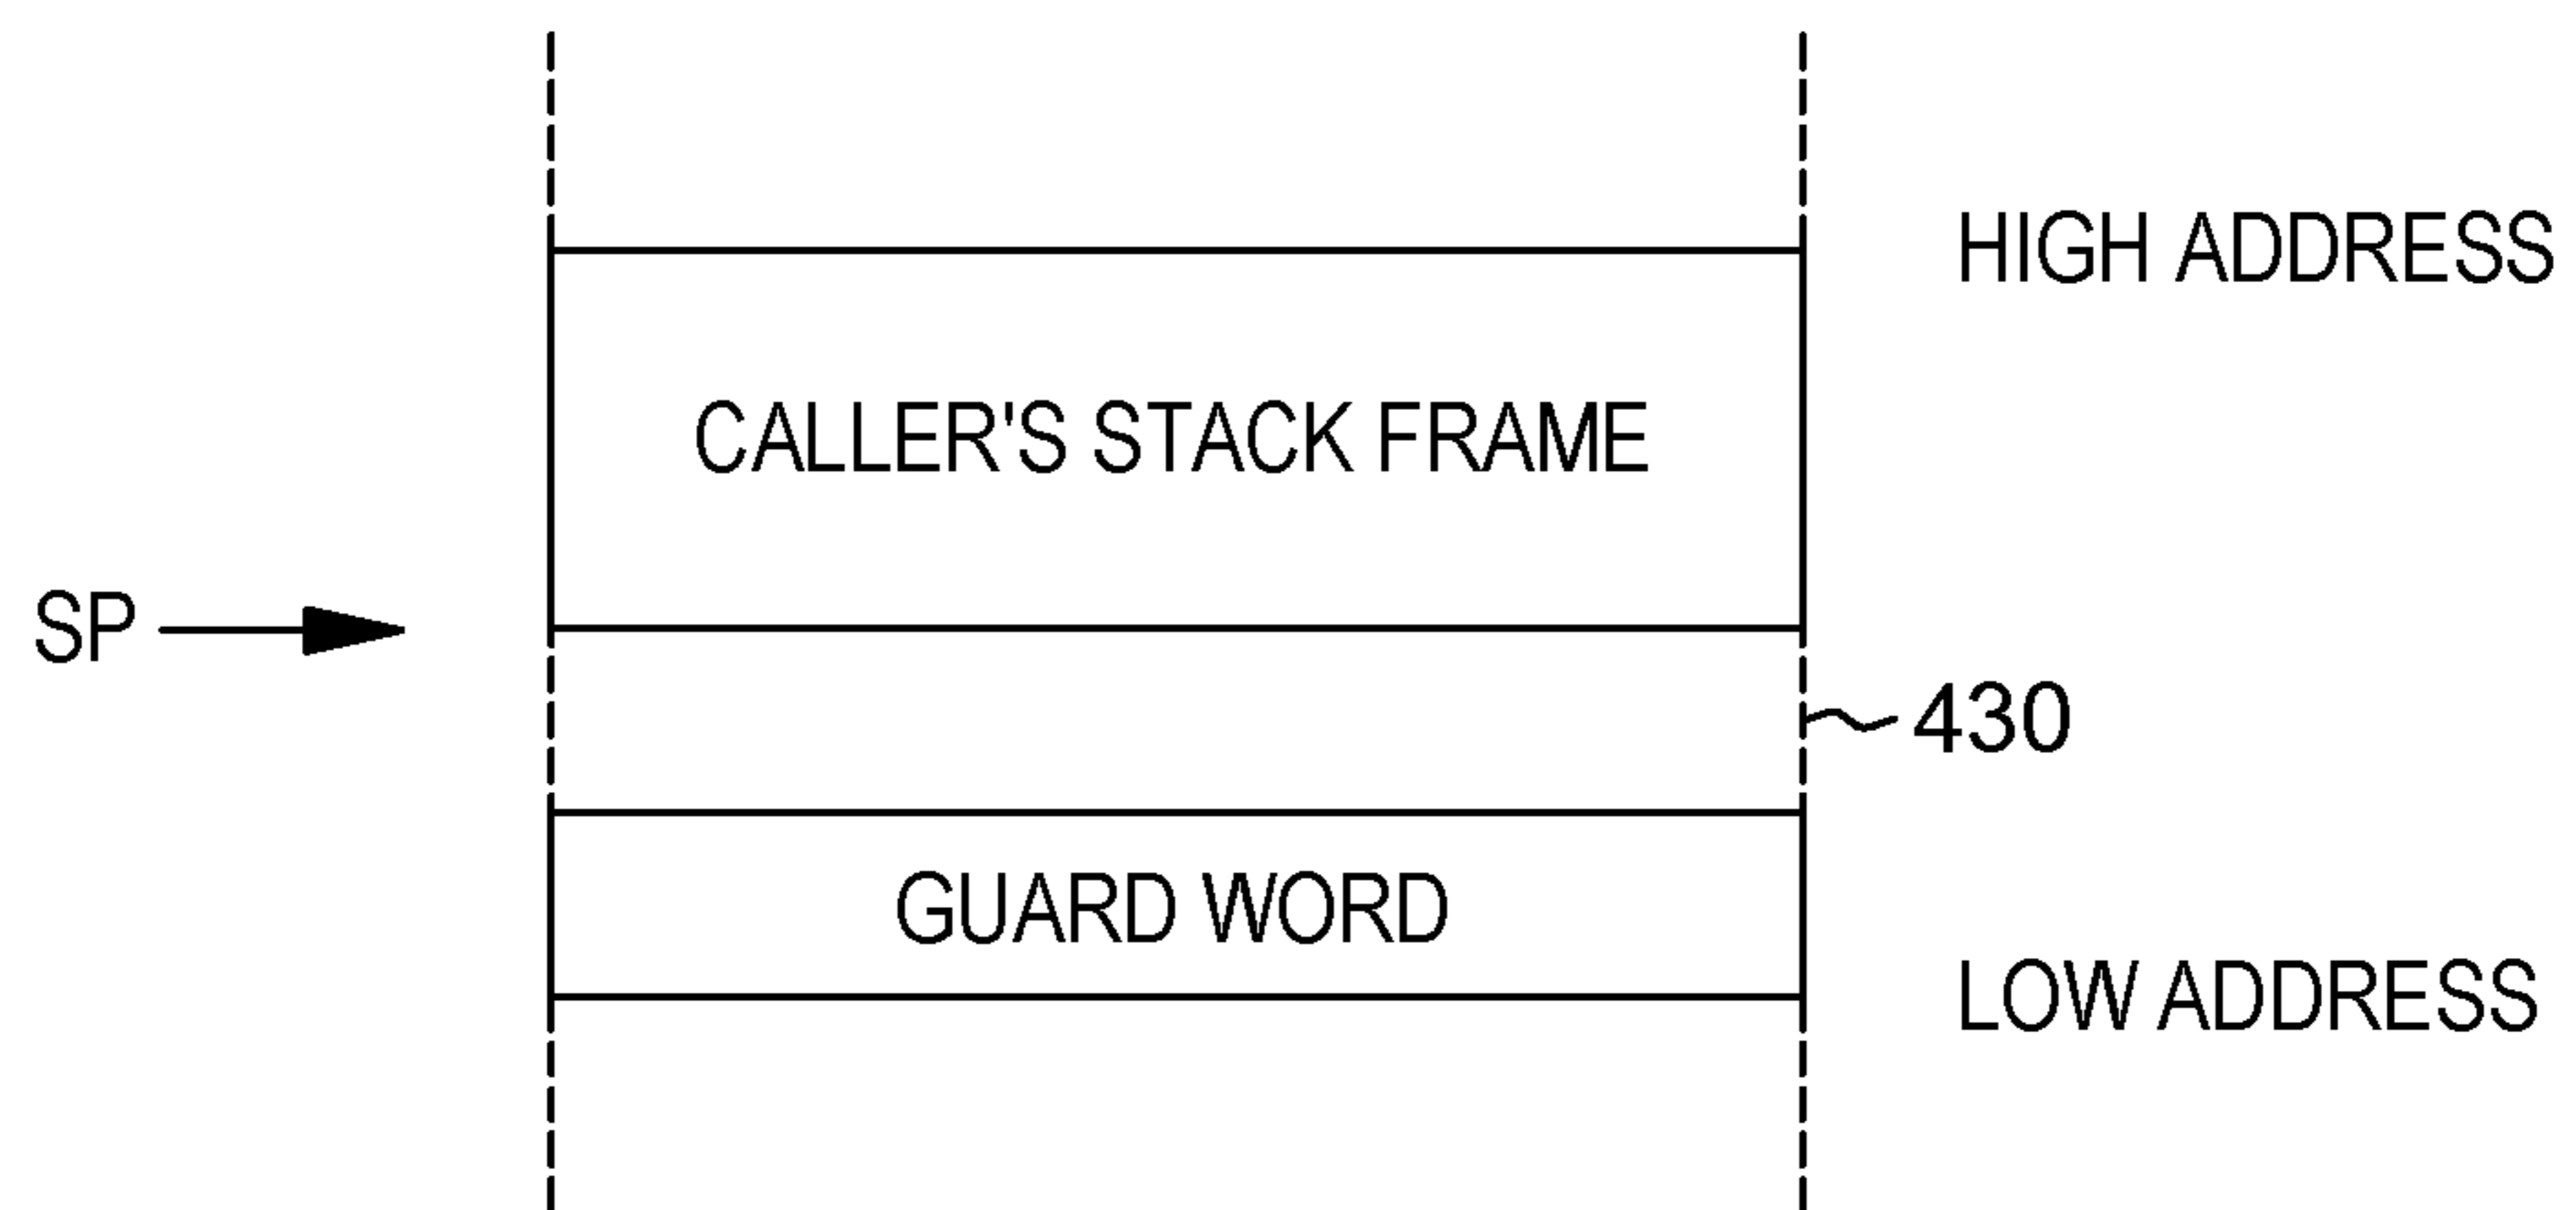 HIGH ADDRESS
CALLER'S STACK FRAME
SP
430
GUARD WORD
LOW ADDRESS